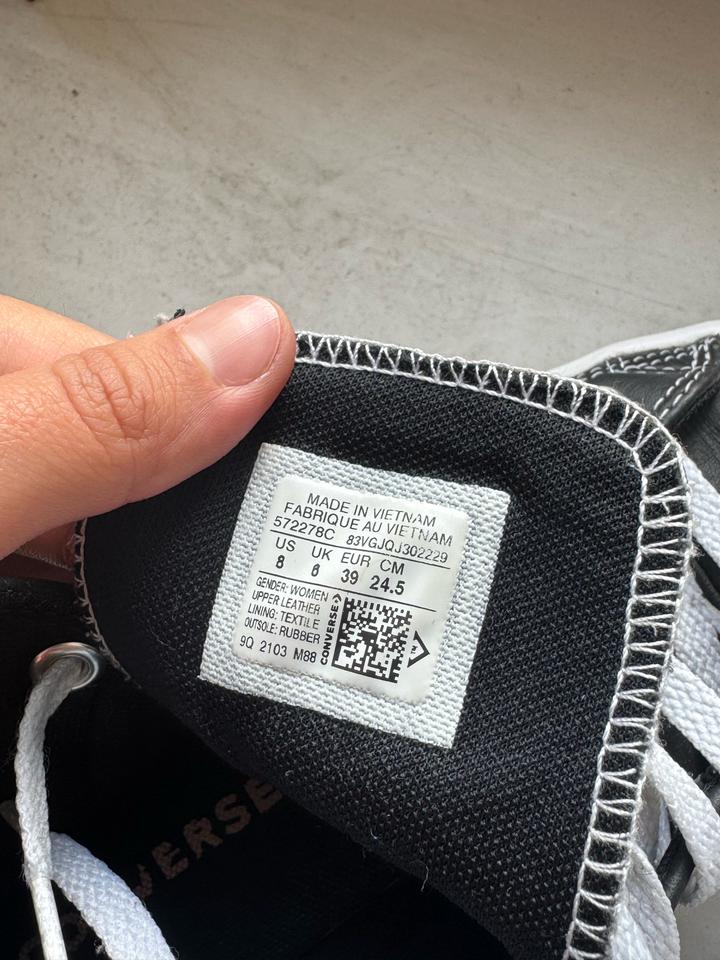 MADE IN VIETNAM
FABRIQUE AU VIETNAM
572278C 83VGJQJ302229
US UK EUR CM
8 6 39 24.5
GENDER: WOMEN
UPPER LEATHER
LINING: TEXTILE
OUTSOLE: RUBBER
9Q 2103 M88
CONVERSE
TM
CONVERSE